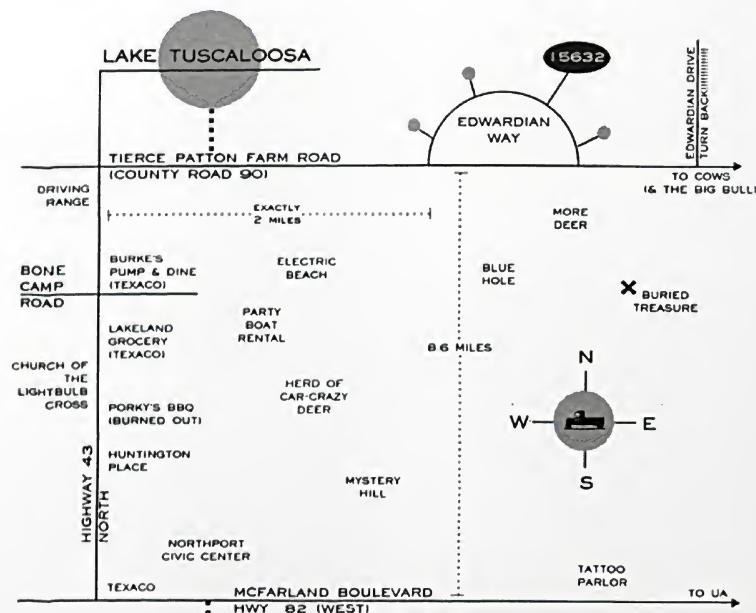 LAKE TUSCALOOSA
15632
EDWARDIAN
WAY
EDWARDIAN DRIVE
TURN BACK!!!!!!!!!!!
TIERCE PATTON FARM ROAD
(COUNTY ROAD 90)
TO COWS
(& THE BIG BULL)
DRIVING
RANGE
EXACTLY
2 MILES
MORE
DEER
BONE
CAMP
ROAD
BURKE'S
PUMP & DINE
(TEXACO)
ELECTRIC
BEACH
BLUE
HOLE
BURIED
TREASURE
PARTY
BOAT
RENTAL
LAKELAND
GROCERY
(TEXACO)
8.6 MILES
CHURCH OF
THE
LIGHTBULB
CROSS
HERD OF
CAR-CRAZY
DEER
PORKY'S BBQ
(BURNED OUT)
N
W
E
S
HUNTINGTON
PLACE
HIGHWAY 43
NORTH
MYSTERY
HILL
NORTHPORT
CIVIC CENTER
TATTOO
PARLOR
TEXACO
MCFARLAND BOULEVARD
HWY 82 (WEST)
TO UA